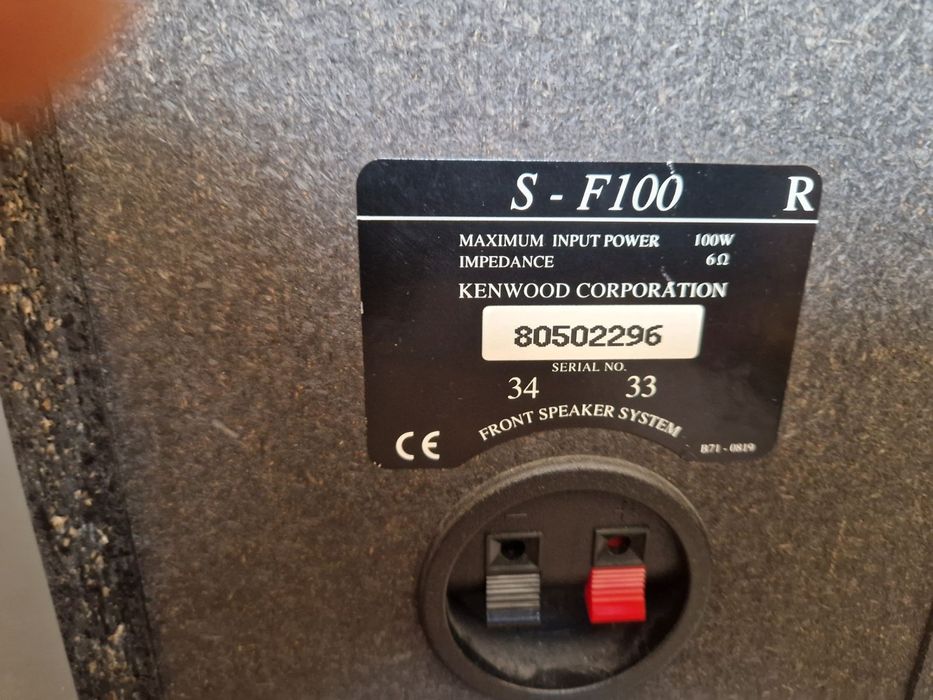 S - F100 R
MAXIMUM INPUT POWER 100W
IMPEDANCE 6Ω
KENWOOD CORPORATION
80502296
SERIAL NO.
34 33
FRONT SPEAKER SYSTEM
CE B71 - 0819
- +